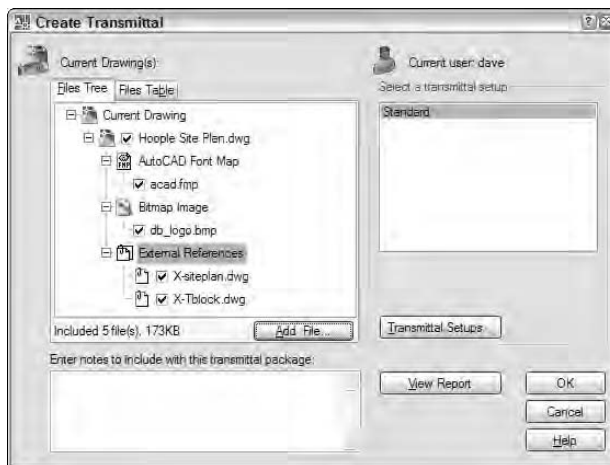 Create Transmittal
Current Drawing(s):
Current user: dave
Select a transmittal setup
Files Tree
Files Table
Current Drawing
Hoople Site Plan.dwg
AutoCAD Font Map
acad.fmp
Bitmap Image
db_logo.bmp
External References
X-siteplan.dwg
X-Tblock.dwg
Standard
Included 5 file(s), 173KB
Add File...
Transmittal Setups
Enter notes to include with this transmittal package:
View Report
OK
Cancel
Help